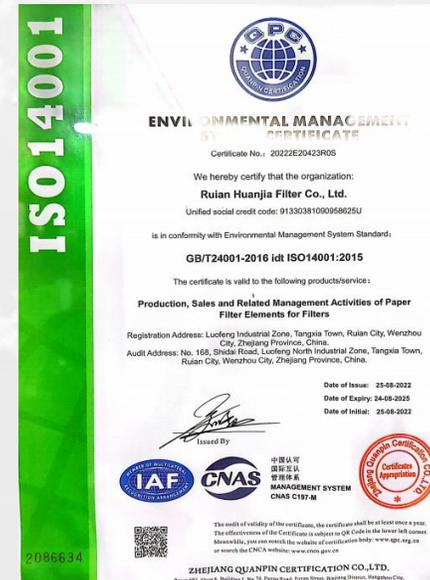 ISO14001
QPC
QUANPIN CERTIFICATION
ENVIRONMENTAL MANAGEMENT
CERTIFICATE
Certificate No.: 20222E20423R0S
We hereby certify that the organization:
Ruian Huanjia Filter Co., Ltd.
Unified social credit code: 91330381090958625U
is in conformity with Environmental Management System Standard:
GB/T24001-2016 idt ISO14001:2015
The certificate is valid to the following products/service:
Production, Sales and Related Management Activities of Paper
Filter Elements for Filters
Registration Address: Luofeng Industrial Zone, Tangxia Town, Ruian City, Wenzhou
City, Zhejiang Province, China.
Audit Address: No. 168, Shidai Road, Luofeng North Industrial Zone, Tangxia Town,
Ruian City, Wenzhou City, Zhejiang Province, China.
Date of Issue: 25-08-2022
Date of Expiry: 24-08-2025
Date of Initial: 25-08-2022
Issued By
MEMBER OF MULTILATERAL
IAF
RECOGNITION ARRANGEMENT
CNAS
中国认可
国际互认
管理体系
MANAGEMENT SYSTEM
CNAS C197-M
Zhejiang Quanpin Certification Co., Ltd.
Certificates
Appropriation
The result of validity of the certificate, the certificate shall be at least once a year.
The effectiveness of Certificate is subject to QR Code in the lower left corner.
Meanwhile, you can search the website of certification body: www.qpc.org.cn
or search the CNCA website: www.cnca.gov.cn
2086634
ZHEJIANG QUANPIN CERTIFICATION CO.,LTD.